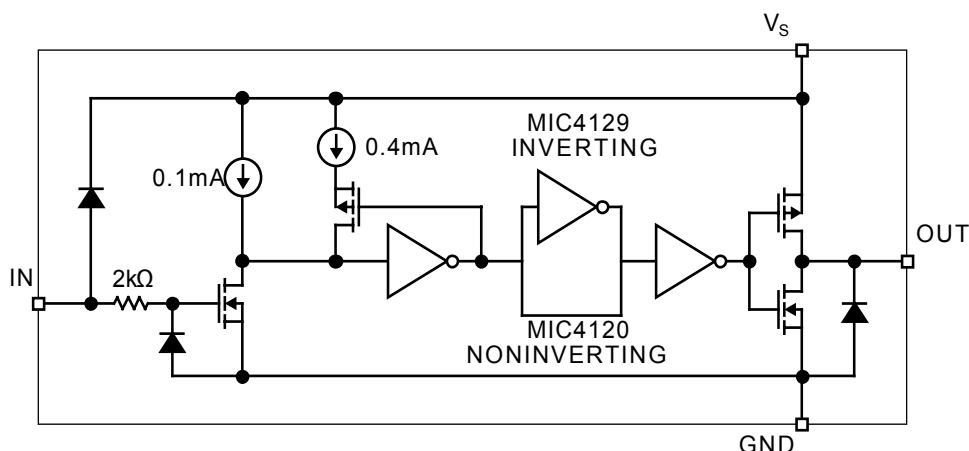 VS
MIC4129
INVERTING
0.4mA
0.1mA
OUT
IN
2kΩ
MIC4120
NONINVERTING
GND